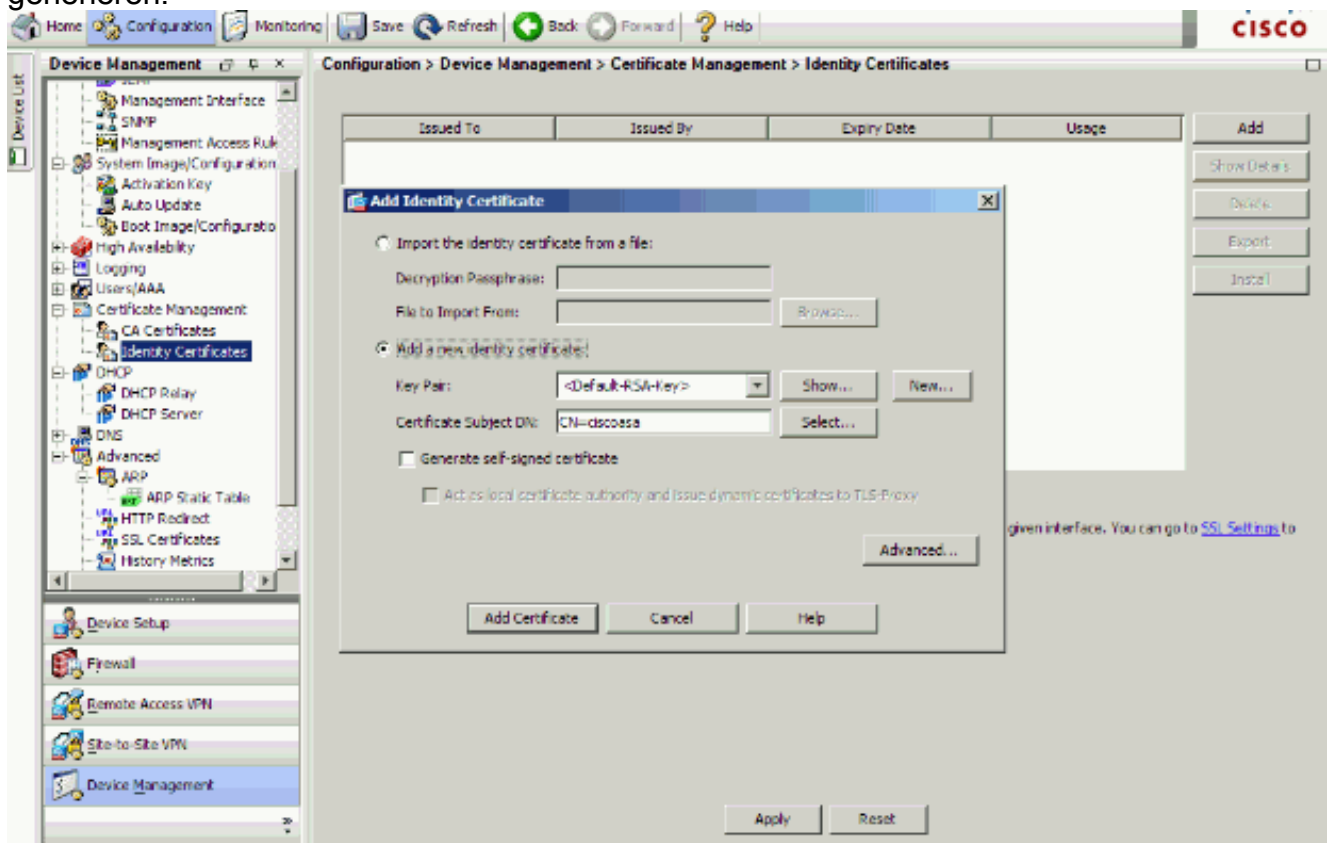 generieren.
Home Configuration Monitoring Save Refresh Back Forward Help
CISCO
Device List
Device Management
Management Interface
SNMP
Management Access Rule
System Image/Configuration
Activation Key
Auto Update
Boot Image/Configuratio
High Availability
Logging
Users/AAA
Certificate Management
CA Certificates
Identity Certificates
DHCP
DHCP Relay
DHCP Server
DNS
Advanced
ARP
ARP Static Table
HTTP Redirect
SSL Certificates
History Metrics
Device Setup
Firewall
Remote Access VPN
Site-to-Site VPN
Device Management
Configuration > Device Management > Certificate Management > Identity Certificates
Issued To Issued By Expiry Date Usage
Add
Show Details
Delete
Export
Install
Add Identity Certificate
Import the identity certificate from a file:
Decryption Passphrase:
File to Import From: Browse...
Add a new identity certificate:
Key Pair: <Default-RSA-Key> Show... New...
Certificate Subject DN: CN=ciscoasa Select...
Generate self-signed certificate
Act as local certificate authority and issue dynamic certificates to TLS-Proxy
Advanced...
Add Certificate Cancel Help
given interface. You can go to SSL Settings to
Apply Reset